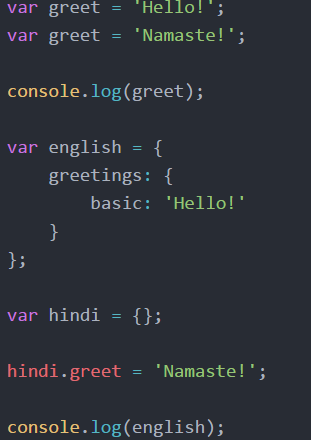 var greet = 'Hello!';
var greet = 'Namaste!';

console.log(greet);

var english = {
    greetings: {
        basic: 'Hello!'
    }
};

var hindi = {};

hindi.greet = 'Namaste!';

console.log(english);